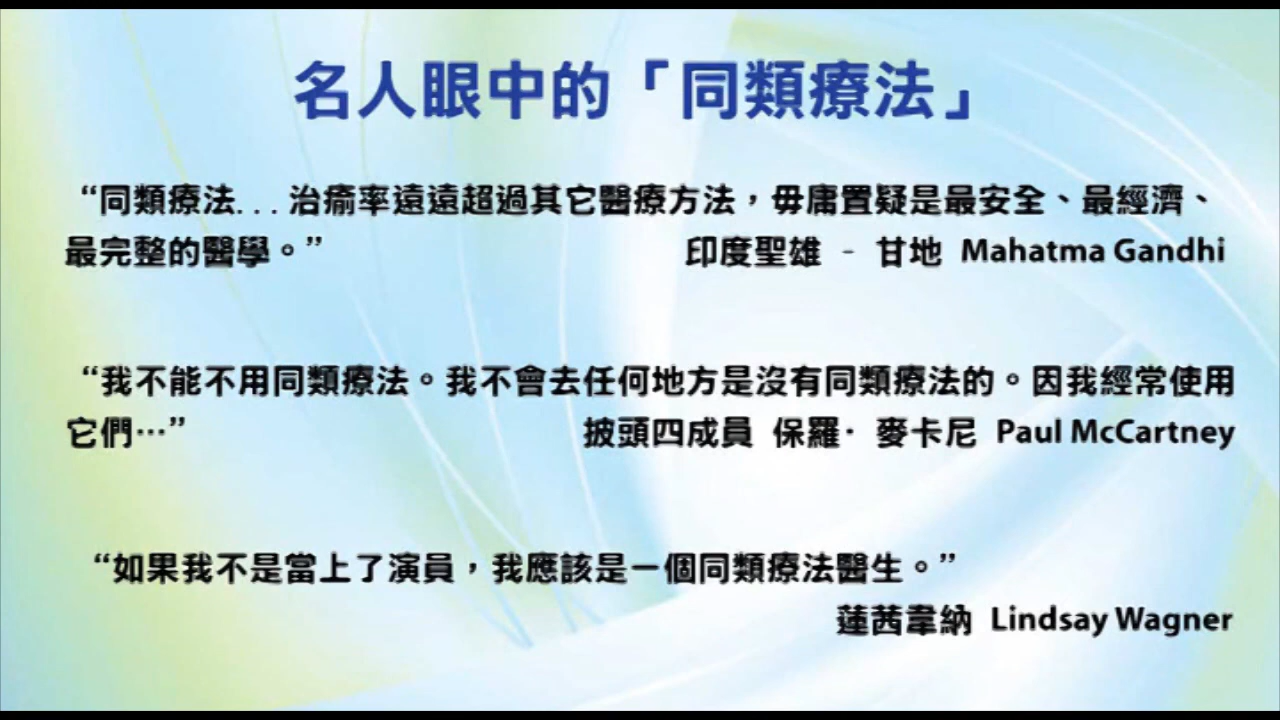 名人眼中的「同類療法」
“同類療法...治癒率遠遠超過其它醫療方法，毋庸置疑是最安全、最經濟、
最完整的醫學。” 印度聖雄 - 甘地 Mahatma Gandhi
“我不能不用同類療法。我不會去任何地方是沒有同類療法的。因我經常使用
它們…” 披頭四成員 保羅· 麥卡尼 Paul McCartney
“如果我不是當上了演員，我應該是一個同類療法醫生。”
蓮茜韋納 Lindsay Wagner